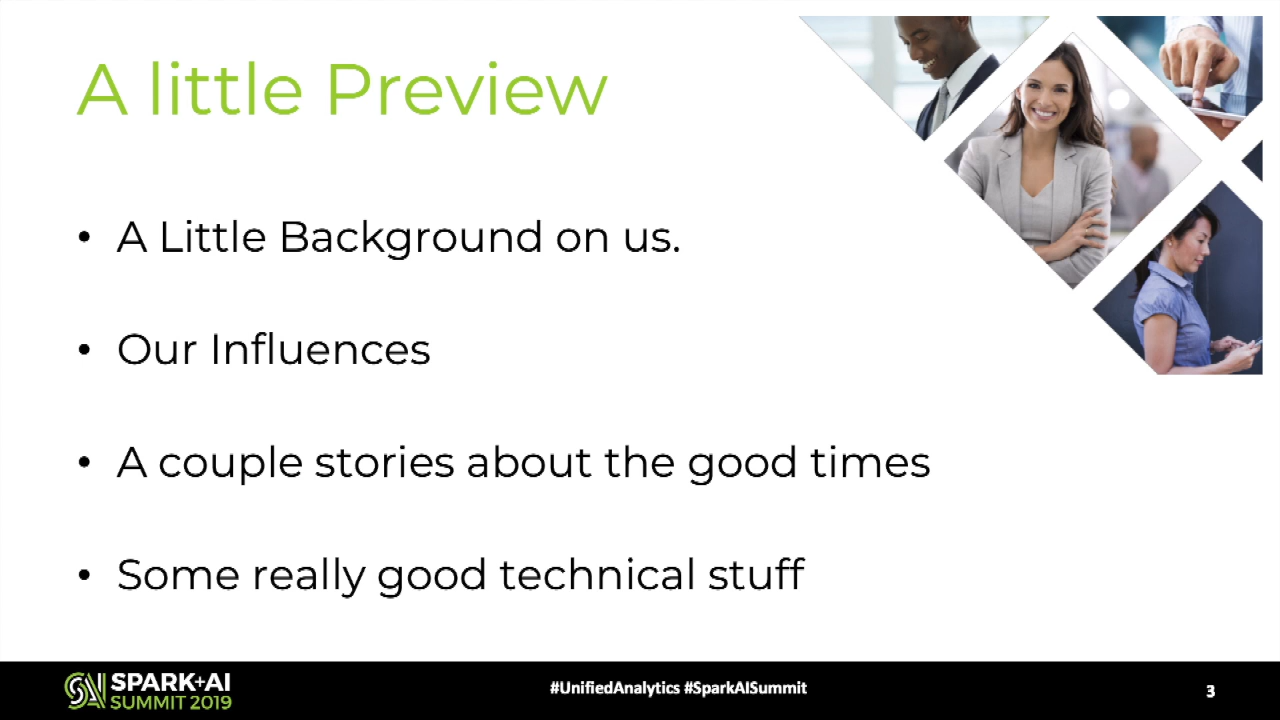 A little Preview
• A Little Background on us.
• Our Influences
• A couple stories about the good times
• Some really good technical stuff
SPARK+AI
SUMMIT 2019
#UnifiedAnalytics #SparkAISummit
3